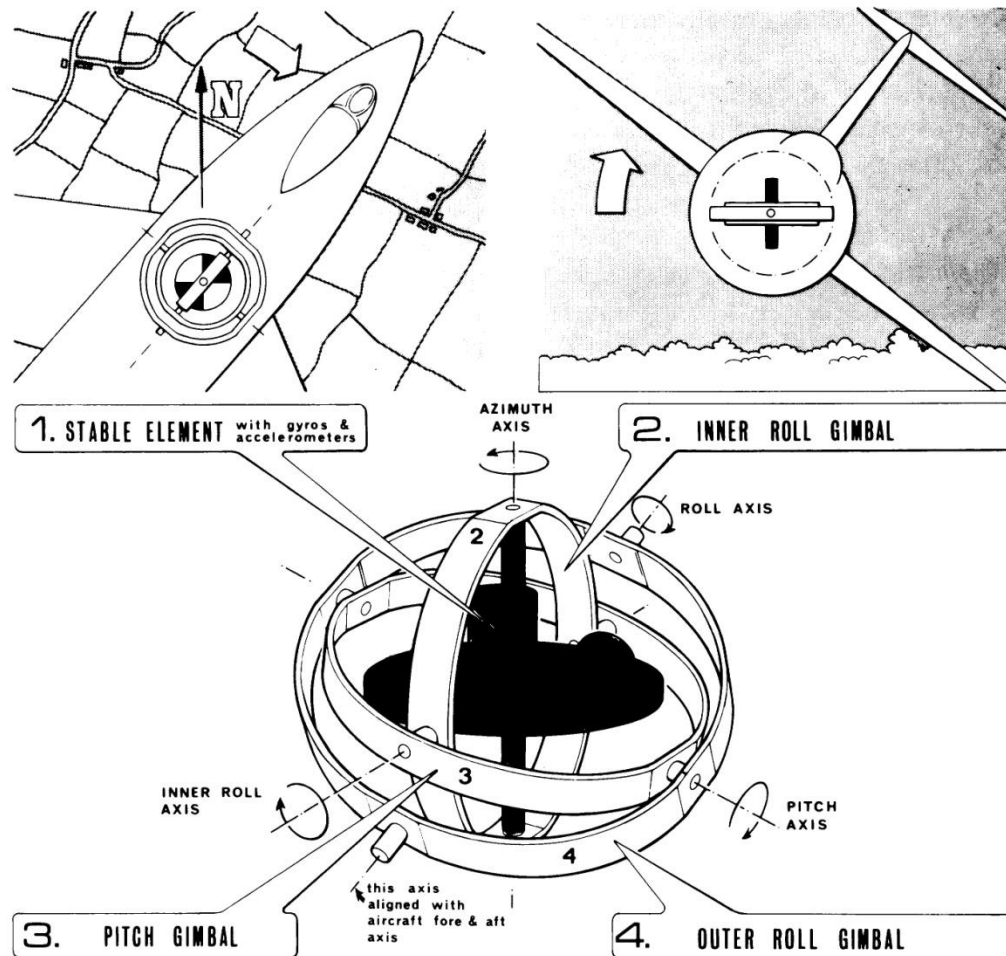 N
1. STABLE ELEMENT with gyros &
accelerometers
AZIMUTH
AXIS
2. INNER ROLL GIMBAL
ROLL AXIS
2
3
4
INNER ROLL
AXIS
PITCH
AXIS
this axis
aligned with
aircraft fore & aft
axis
3. PITCH GIMBAL
4. OUTER ROLL GIMBAL